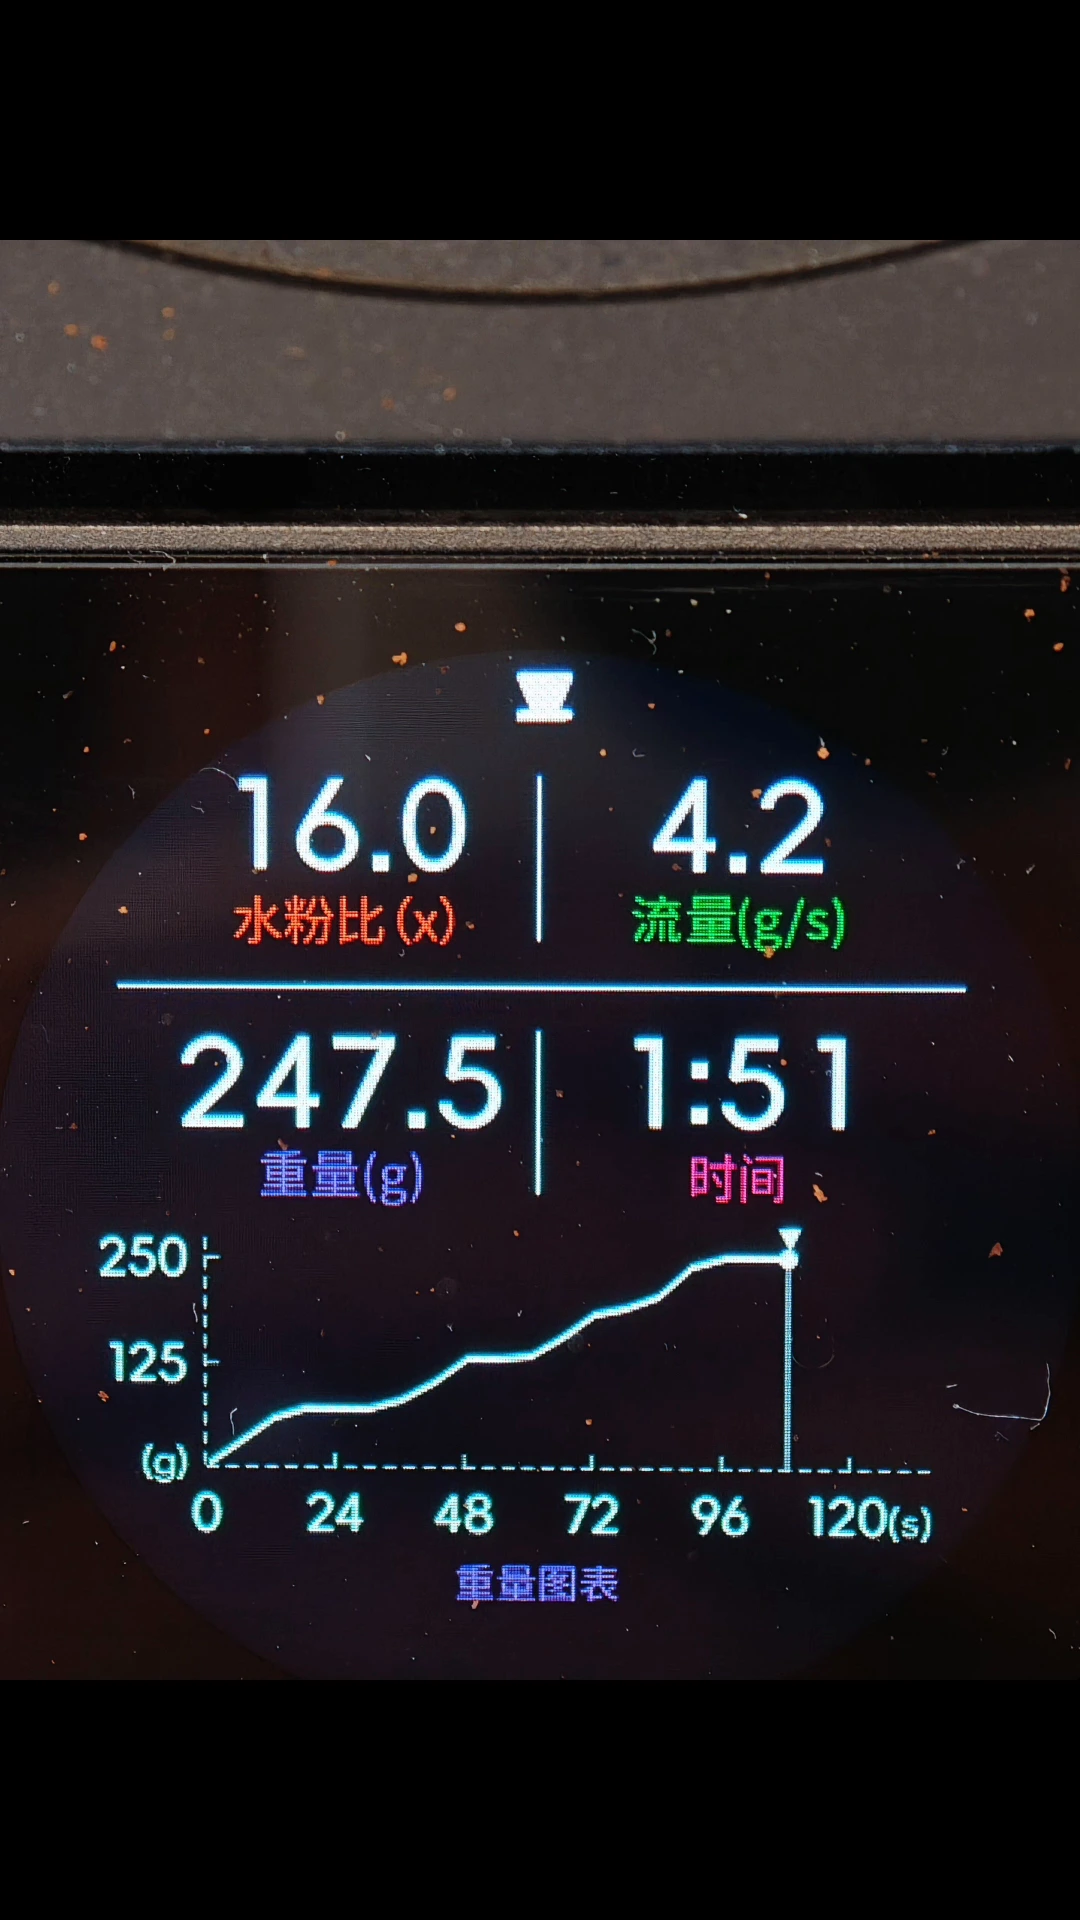 16.0 4.2
水粉比(x) 流量(g/s)
247.5 1:51
重量(g) 时间
250
125
(g)
0 24 48 72 96 120(s)
重量图表